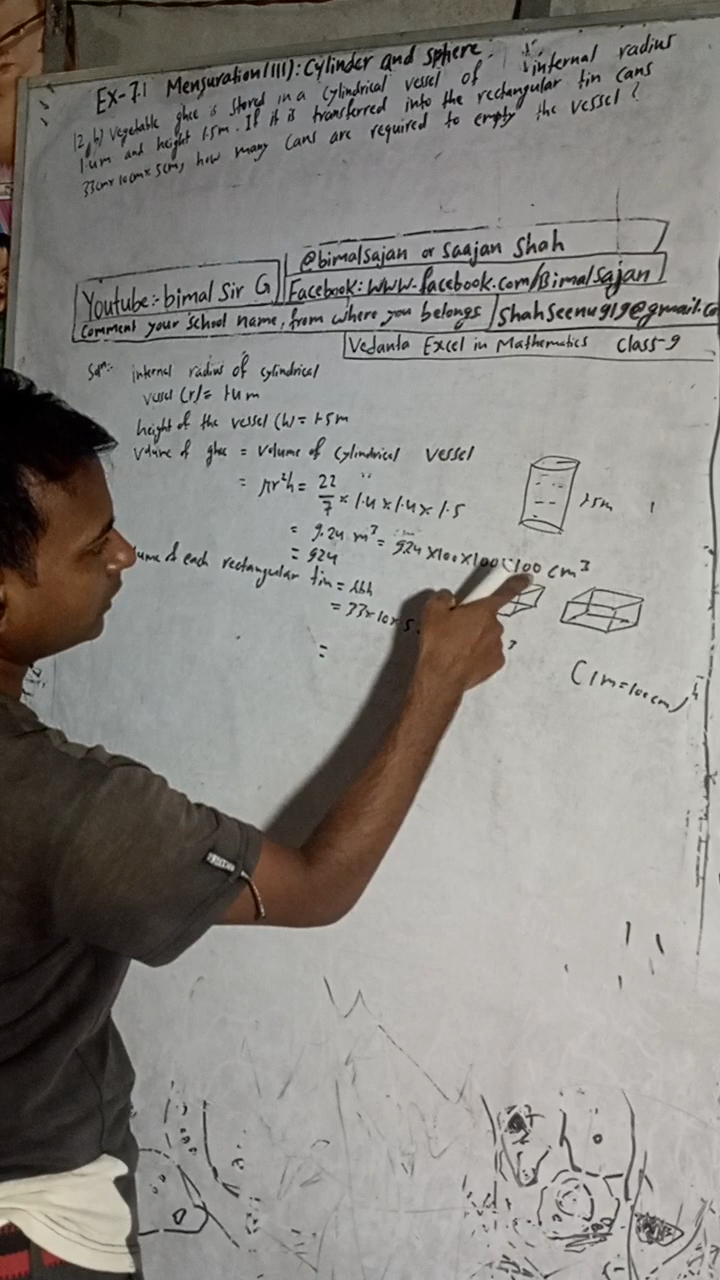 EX-7.1 Mensuration(III): Cylinder and sphere
12, b) Vegetable ghee is stored in a cylindrical vessel of internal radius
1.4m and height 1.5m. If it is transferred into the rectangular tin cans
33cm×10cm×5cm, how many cans are required to empty the vessel?
Youtube:- bimal sir G
@bimalsajan or Saajan Shah
Facebook: WWW.facebook.com/Bimalsajan
Comment your school name, from where you belongs
Shahseenu919@gmail.co
Vedanta Excel in Mathematics Class-9
Solⁿ: internal radius of cylindrical
vessel (r) = 1.4 m
height of the vessel (h) = 1.5 m
Volume of ghee = volume of cylindrical vessel
= πr²h = 22/7 × 1.4 × 1.4 × 1.5
1.5m
= 9.24 m³ = 924 ×100×100×100 cm³
= 924
ume of each rectangular tin = lbh
= 33×10×5
3
=
(1m=100cm)